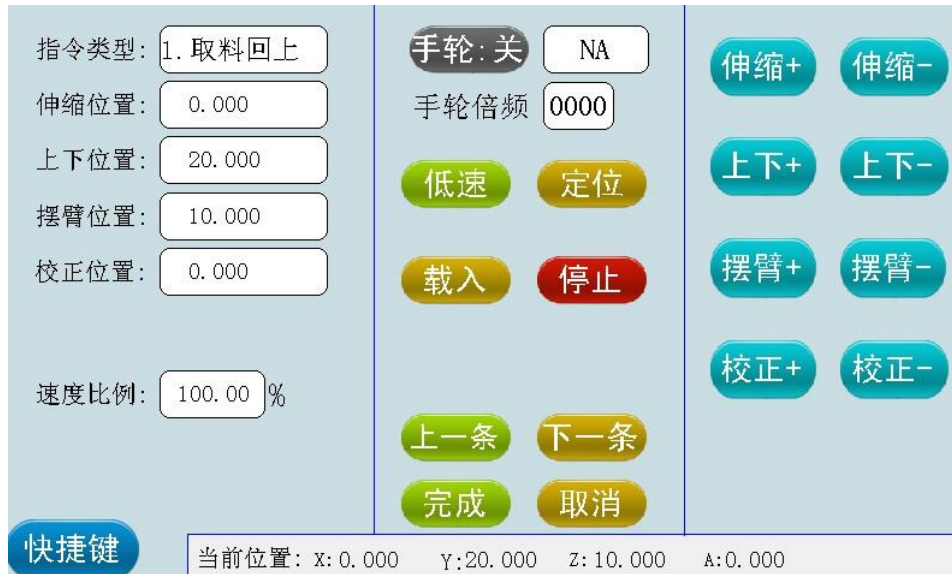 指令类型: 1.取料回上
伸缩位置: 0.000
上下位置: 20.000
摆臂位置: 10.000
校正位置: 0.000
速度比例: 100.00 %
快捷键
手轮:关 NA
手轮倍频 0000
低速 定位
载入 停止
上一条 下一条
完成 取消
伸缩+ 伸缩-
上下+ 上下-
摆臂+ 摆臂-
校正+ 校正-
当前位置: X:0.000 Y:20.000 Z:10.000 A:0.000